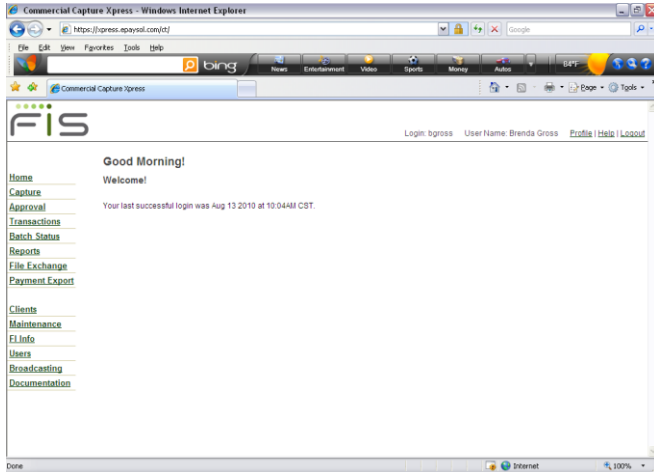 Commercial Capture Xpress - Windows Internet Explorer
https://xpress.epaysol.com/ct/
Google
File Edit View Favorites Tools Help
bing News Entertainment Video Sports Money Autos 84°F
Commercial Capture Xpress Page Tools
FIS
Login: bgross User Name: Brenda Gross Profile | Help | Logout
Good Morning!
Welcome!
Your last successful login was Aug 13 2010 at 10:04AM CST.
Home
Capture
Approval
Transactions
Batch Status
Reports
File Exchange
Payment Export
Clients
Maintenance
FI Info
Users
Broadcasting
Documentation
Done Internet 100%